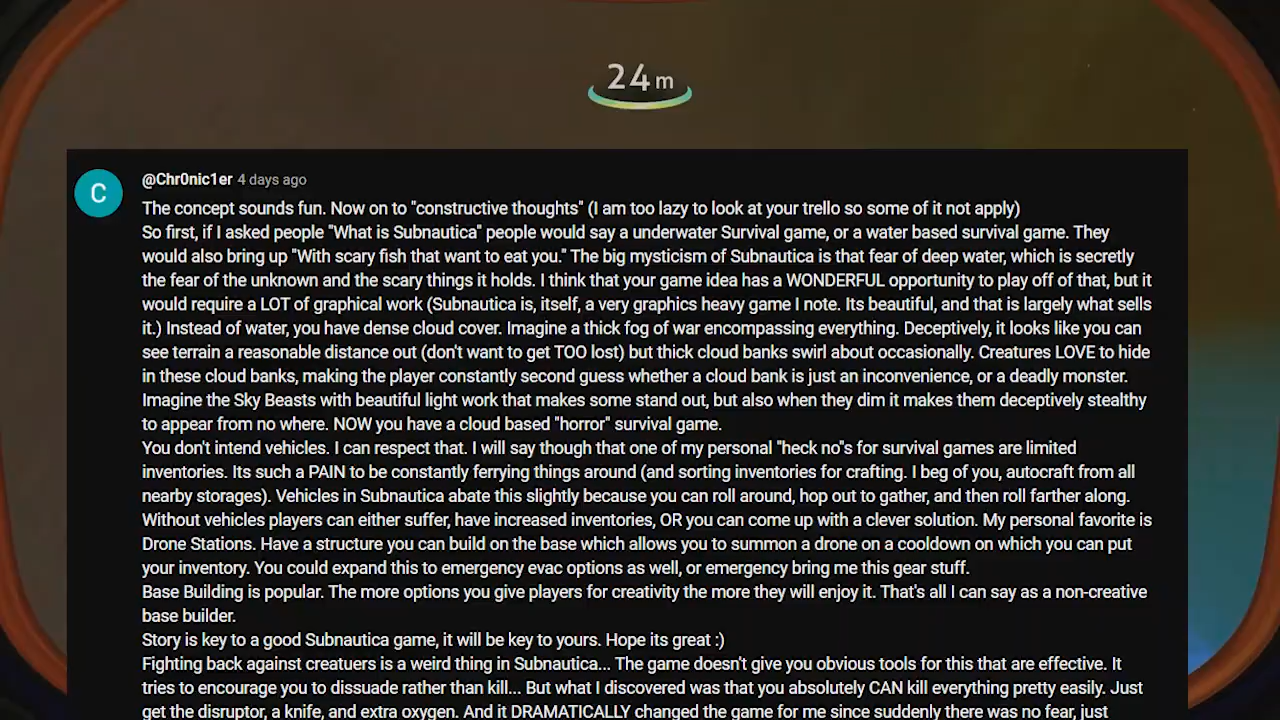 24m
@Chr0nic1er 4 days ago
C
The concept sounds fun. Now on to "constructive thoughts" (I am too lazy to look at your trello so some of it not apply)
So first, if I asked people "What is Subnautica" people would say a underwater Survival game, or a water based survival game. They
would also bring up "With scary fish that want to eat you." The big mysticism of Subnautica is that fear of deep water, which is secretly
the fear of the unknown and the scary things it holds. I think that your game idea has a WONDERFUL opportunity to play off of that, but it
would require a LOT of graphical work (Subnautica is, itself, a very graphics heavy game I note. Its beautiful, and that is largely what sells
it.) Instead of water, you have dense cloud cover. Imagine a thick fog of war encompassing everything. Deceptively, it looks like you can
see terrain a reasonable distance out (don't want to get TOO lost) but thick cloud banks swirl about occasionally. Creatures LOVE to hide
in these cloud banks, making the player constantly second guess whether a cloud bank is just an inconvenience, or a deadly monster.
Imagine the Sky Beasts with beautiful light work that makes some stand out, but also when they dim it makes them deceptively stealthy
to appear from no where. NOW you have a cloud based "horror" survival game.
You don't intend vehicles. I can respect that. I will say though that one of my personal "heck no"s for survival games are limited
inventories. Its such a PAIN to be constantly ferrying things around (and sorting inventories for crafting. I beg of you, autocraft from all
nearby storages). Vehicles in Subnautica abate this slightly because you can roll around, hop out to gather, and then roll farther along.
Without vehicles players can either suffer, have increased inventories, OR you can come up with a clever solution. My personal favorite is
Drone Stations. Have a structure you can build on the base which allows you to summon a drone on a cooldown on which you can put
your inventory. You could expand this to emergency evac options as well, or emergency bring me this gear stuff.
Base Building is popular. The more options you give players for creativity the more they will enjoy it. That's all I can say as a non-creative
base builder.
Story is key to a good Subnautica game, it will be key to yours. Hope its great :)
Fighting back against creatuers is a weird thing in Subnautica... The game doesn't give you obvious tools for this that are effective. It
tries to encourage you to dissuade rather than kill... But what I discovered was that you absolutely CAN kill everything pretty easily. Just
get the disruptor, a knife, and extra oxygen. And it DRAMATICALLY changed the game for me since suddenly there was no fear, just